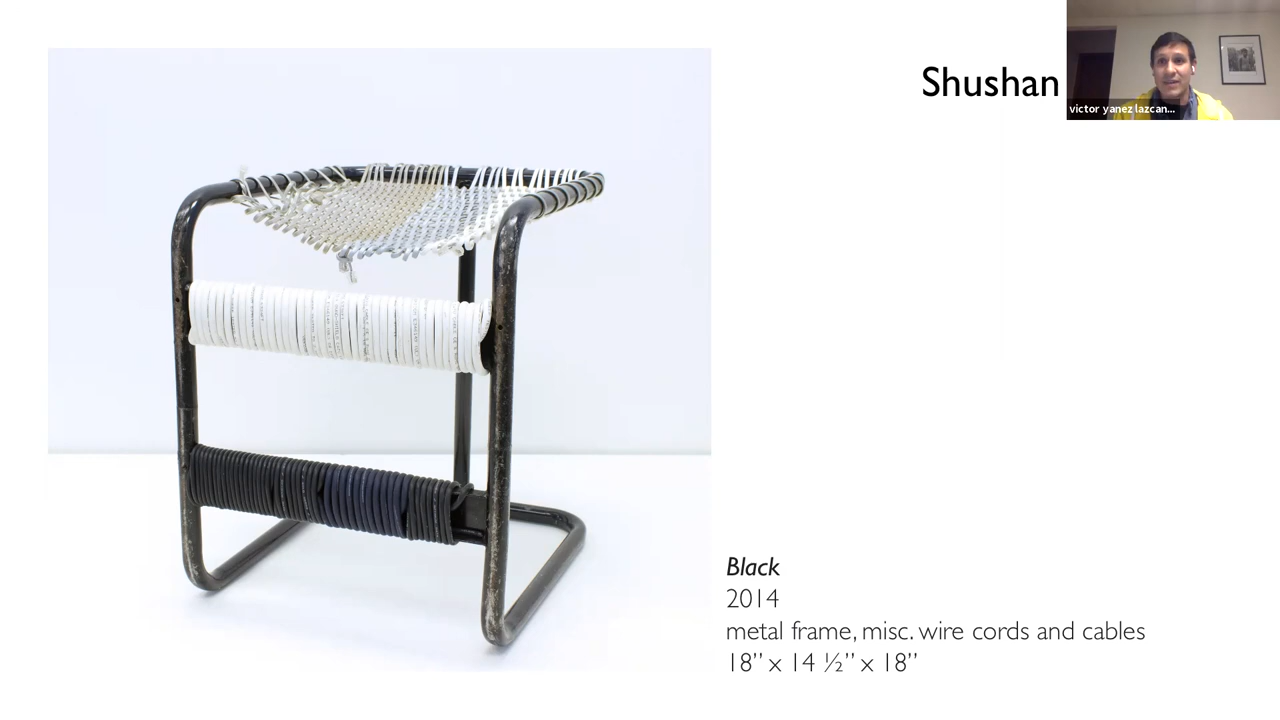 Shushan
victor yanez lazcan...
Black
2014
metal frame, misc. wire cords and cables
18” x 14 ½” x 18”